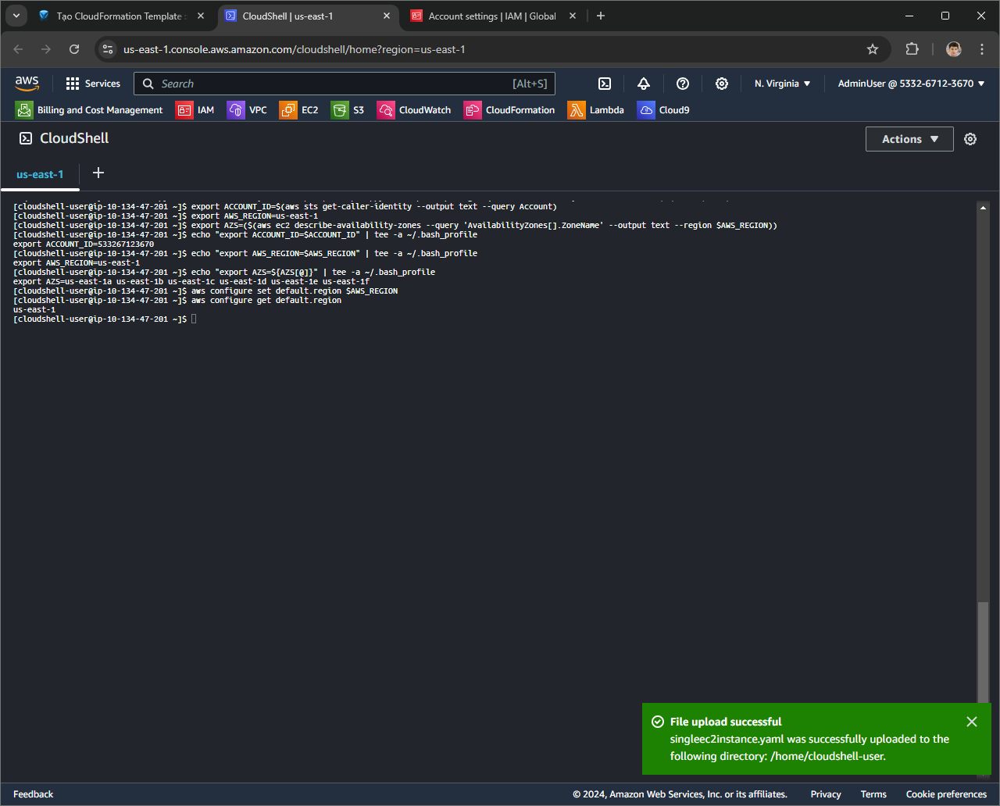 Tạo CloudFormation Template
CloudShell | us-east-1
Account settings | IAM | Global
us-east-1.console.aws.amazon.com/cloudshell/home?region=us-east-1
aws
Services
Search
[Alt+S]
N. Virginia
AdminUser @ 5332-6712-3670
Billing and Cost Management
IAM
VPC
EC2
S3
CloudWatch
CloudFormation
Lambda
Cloud9
CloudShell
Actions
us-east-1
[cloudshell-user@ip-10-134-47-201 ~]$ export ACCOUNT_ID=$(aws sts get-caller-identity --output text --query Account)
[cloudshell-user@ip-10-134-47-201 ~]$ export AWS_REGION=us-east-1
[cloudshell-user@ip-10-134-47-201 ~]$ export AZS=($(aws ec2 describe-availability-zones --query 'AvailabilityZones[].ZoneName' --output text --region $AWS_REGION))
[cloudshell-user@ip-10-134-47-201 ~]$ echo "export ACCOUNT_ID=$ACCOUNT_ID" | tee -a ~/.bash_profile
export ACCOUNT_ID=533267123670
[cloudshell-user@ip-10-134-47-201 ~]$ echo "export AWS_REGION=$AWS_REGION" | tee -a ~/.bash_profile
export AWS_REGION=us-east-1
[cloudshell-user@ip-10-134-47-201 ~]$ echo "export AZS=${AZS[@]}" | tee -a ~/.bash_profile
export AZS=us-east-1a us-east-1b us-east-1c us-east-1d us-east-1e us-east-1f
[cloudshell-user@ip-10-134-47-201 ~]$ aws configure set default.region $AWS_REGION
[cloudshell-user@ip-10-134-47-201 ~]$ aws configure get default.region
us-east-1
[cloudshell-user@ip-10-134-47-201 ~]$
File upload successful
singleec2instance.yaml was successfully uploaded to the
following directory: /home/cloudshell-user.
Feedback
© 2024, Amazon Web Services, Inc. or its affiliates.
Privacy
Terms
Cookie preferences